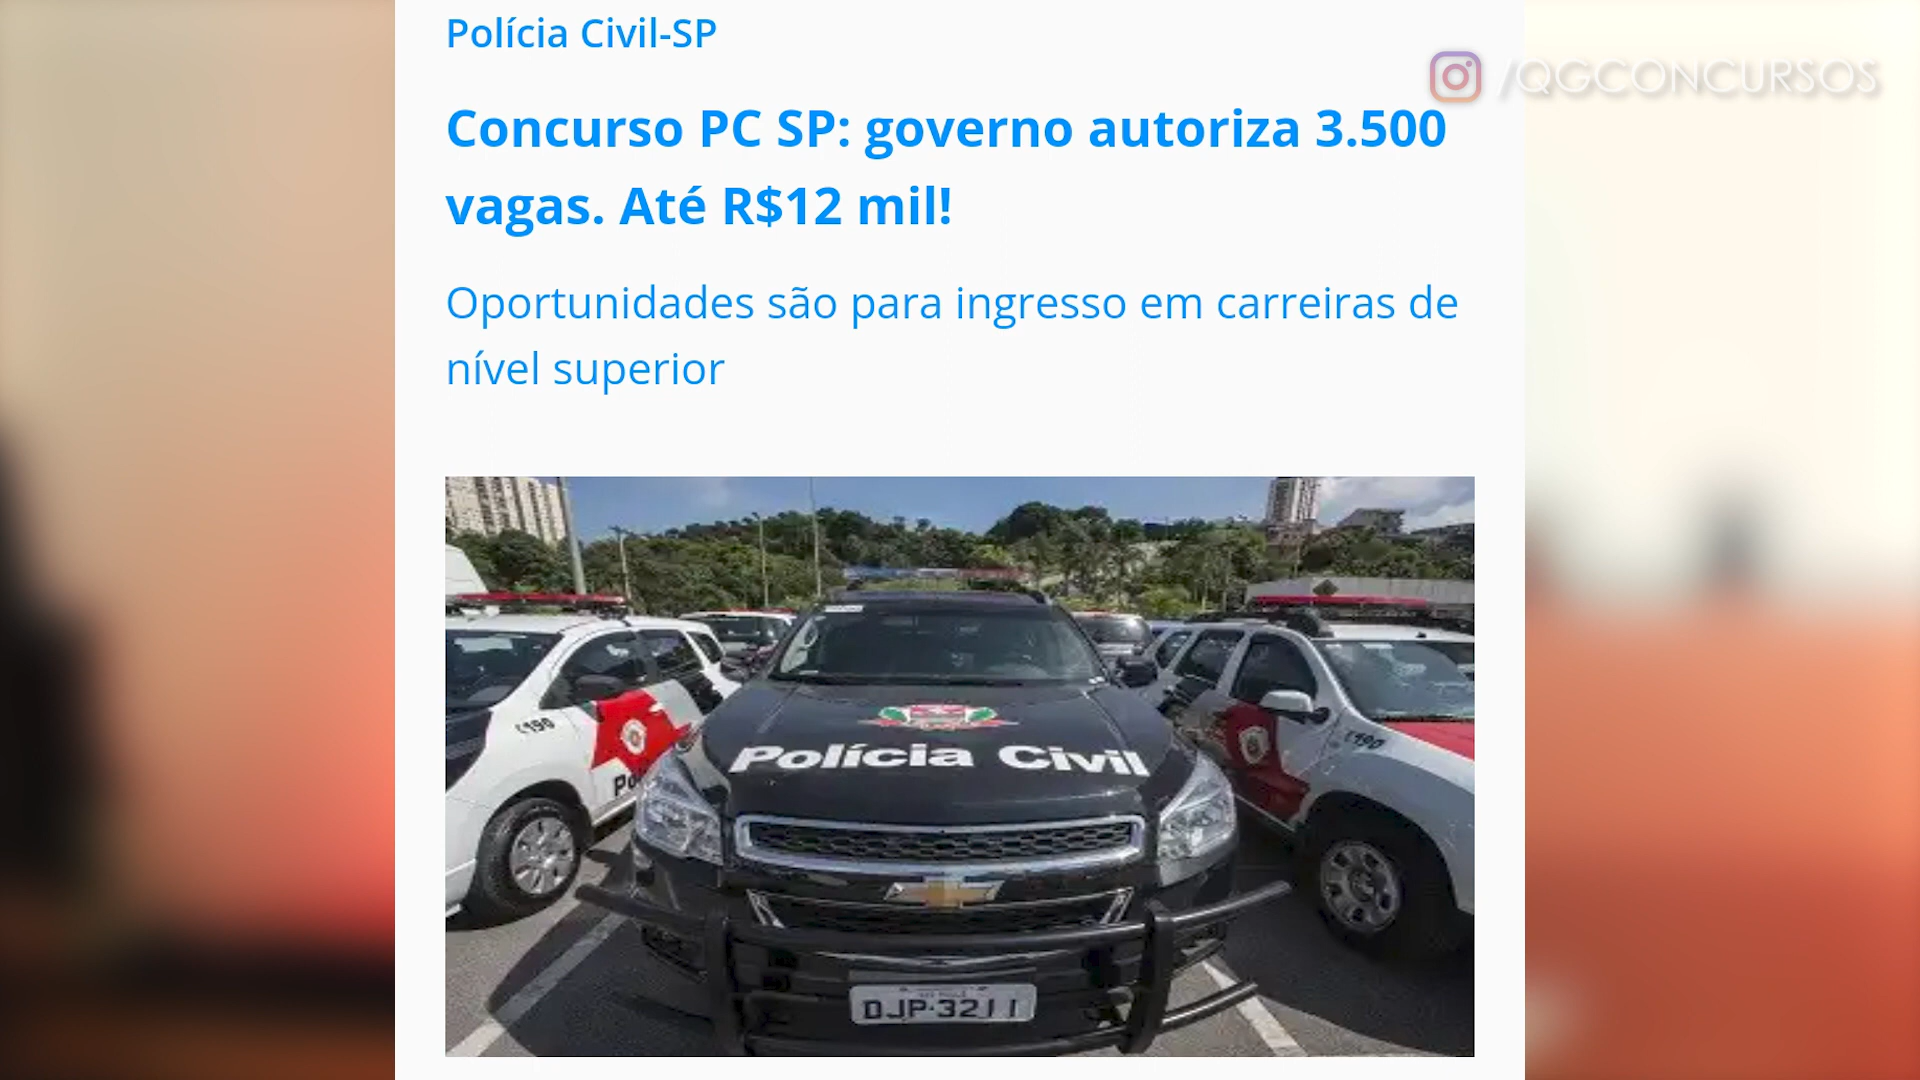 Polícia Civil-SP
/QGCONCURSOS
Concurso PC SP: governo autoriza 3.500
vagas. Até R$12 mil!
Oportunidades são para ingresso em carreiras de
nível superior
190
190
Polícia Civil
DJP-3211